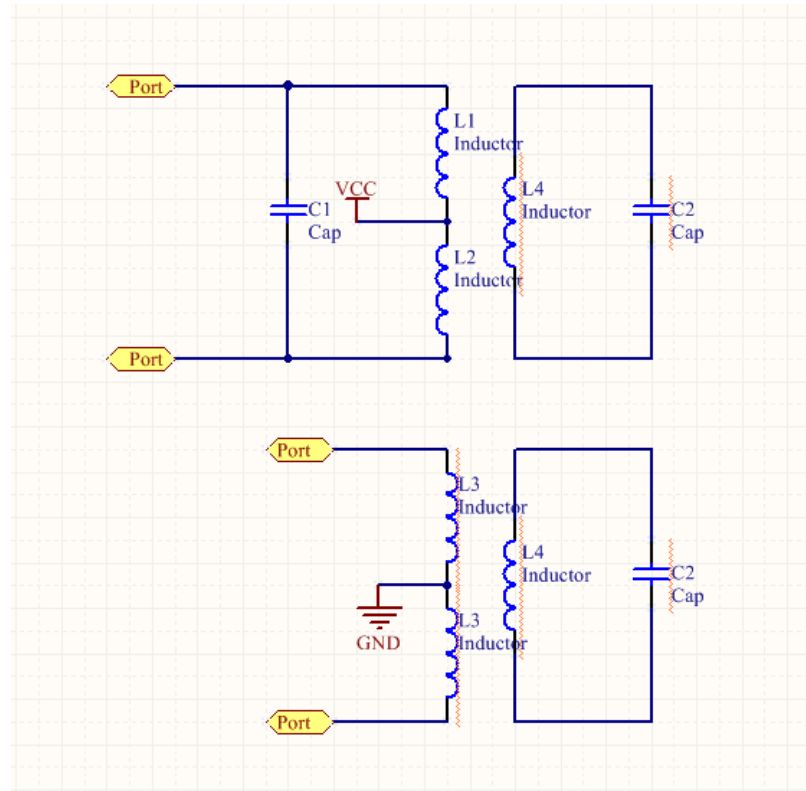 Port
L1
Inductor
VCC
C1
Cap
L4
Inductor
C2
Cap
L2
Inductor
Port
Port
L3
Inductor
L4
Inductor
C2
Cap
GND
L3
Inductor
Port